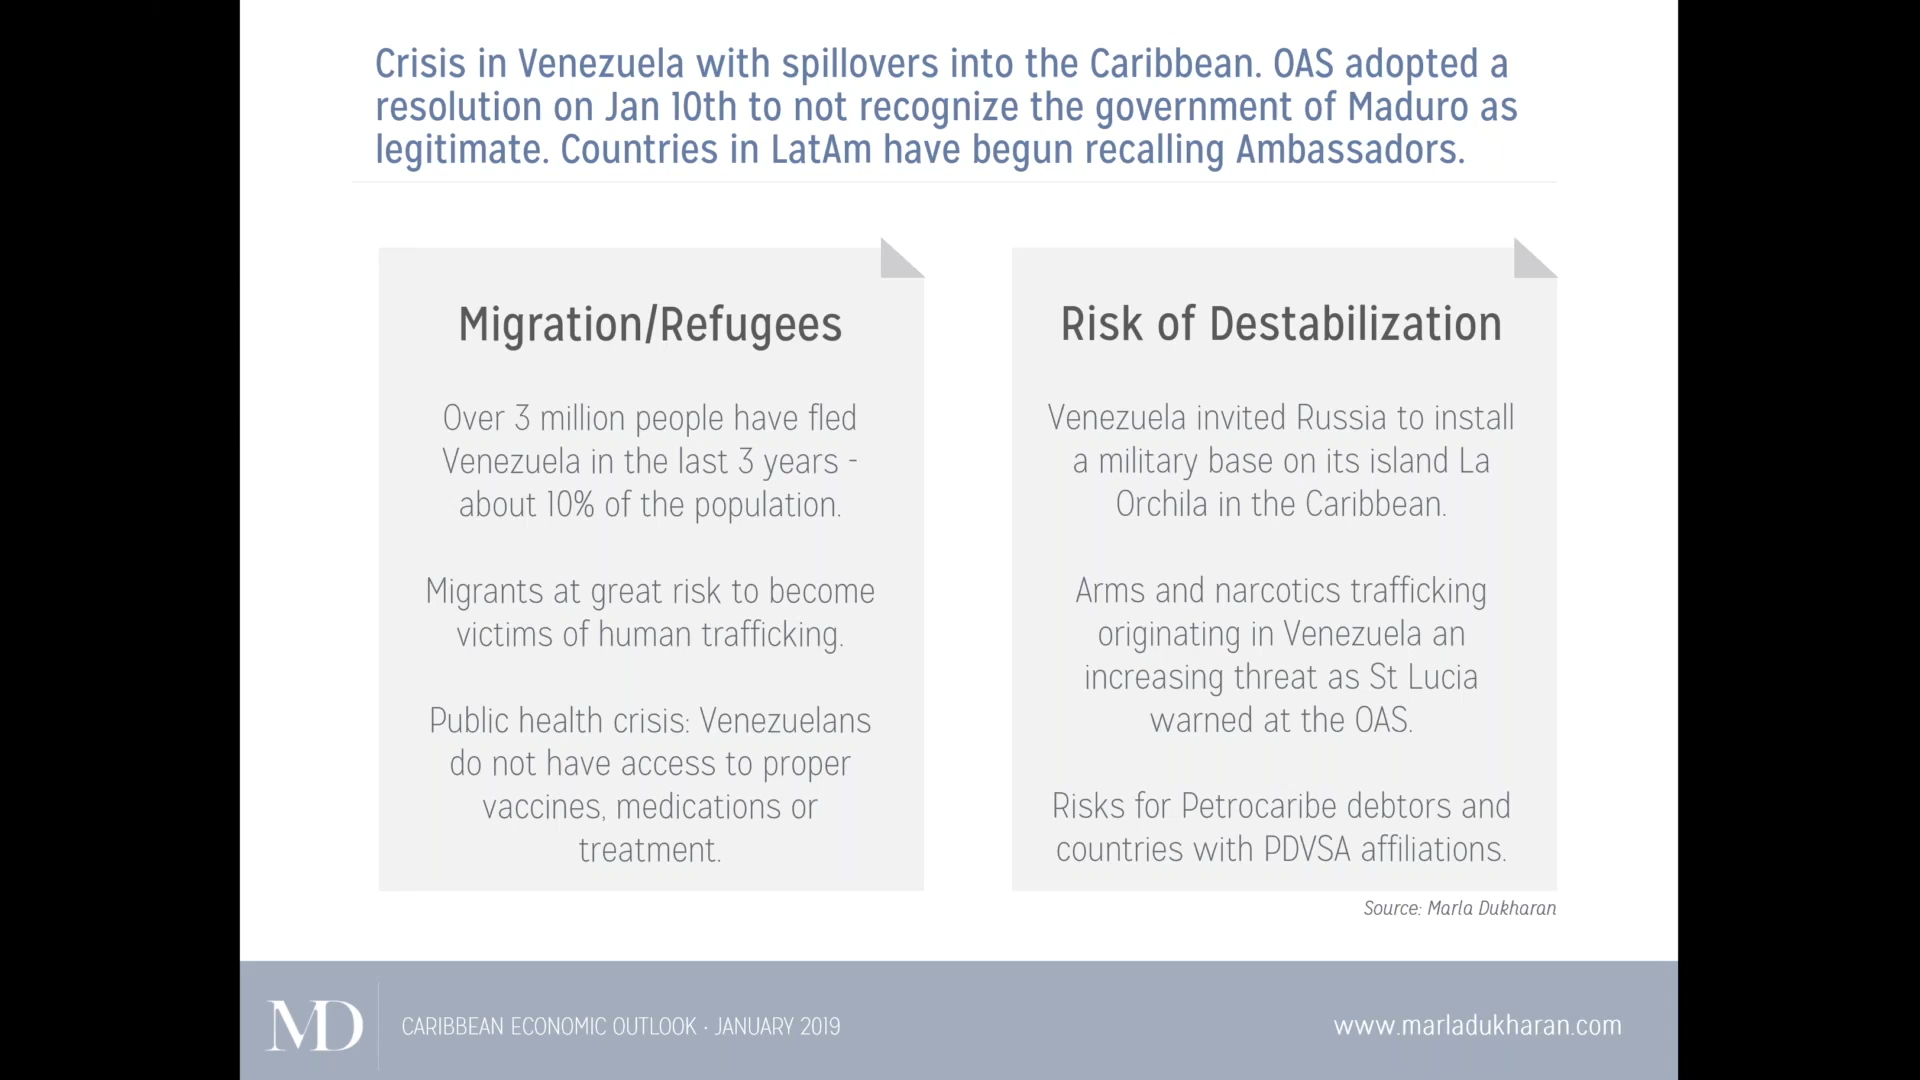 Crisis in Venezuela with spillovers into the Caribbean. OAS adopted a
resolution on Jan 10th to not recognize the government of Maduro as
legitimate. Countries in LatAm have begun recalling Ambassadors.
Migration/Refugees
Over 3 million people have fled
Venezuela in the last 3 years -
about 10% of the population.
Migrants at great risk to become
victims of human trafficking.
Public health crisis: Venezuelans
do not have access to proper
vaccines, medications or
treatment.
Risk of Destabilization
Venezuela invited Russia to install
a military base on its island La
Orchila in the Caribbean.
Arms and narcotics trafficking
originating in Venezuela an
increasing threat as St Lucia
warned at the OAS.
Risks for Petrocaribe debtors and
countries with PDVSA affiliations.
Source: Marla Dukharan
MD
CARIBBEAN ECONOMIC OUTLOOK · JANUARY 2019
www.marladukharan.com